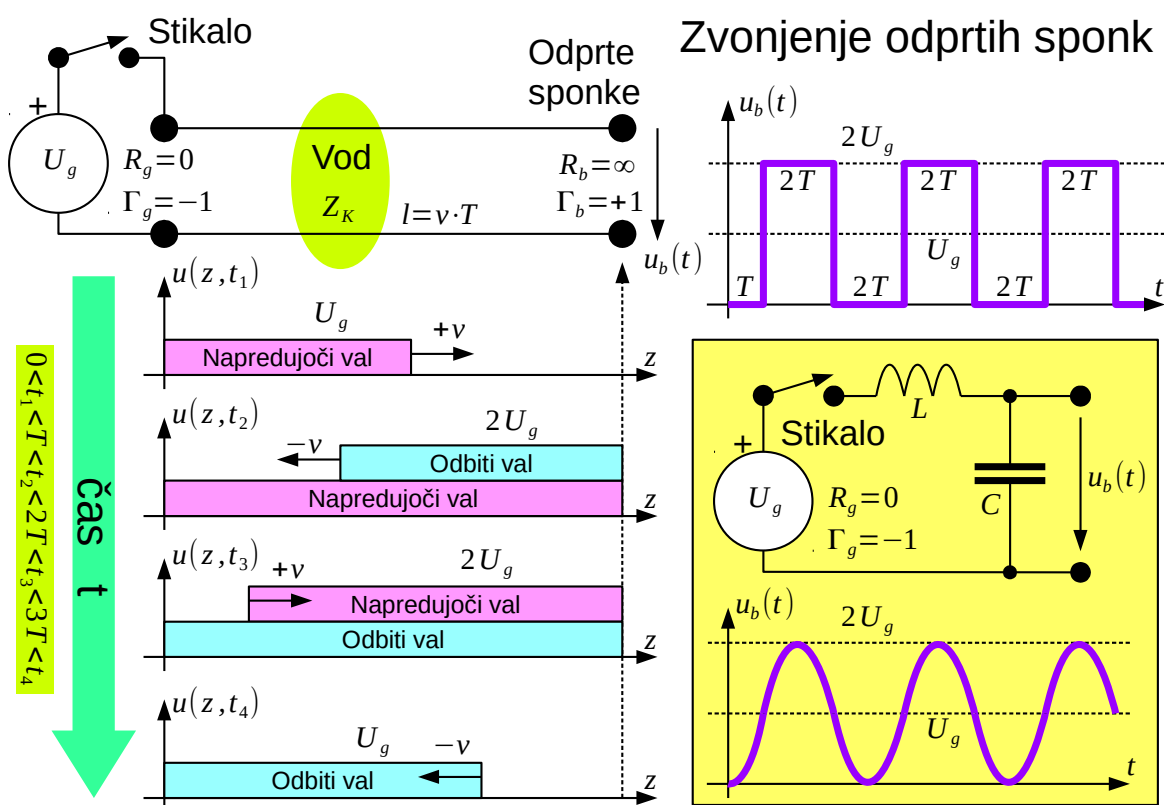 Zvonjenje odprtih sponk
Stikalo
Odprte
sponke
+
U_g
R_g=0
Γ_g=−1
Vod
Z_K
l=v·T
R_b=∞
Γ_b=+1
u_b(t)
u_b(t)
2U_g
2T 2T 2T
U_g
T 2T 2T
t
čas t
0<t_1<T<t_2<2T<t_3<3T<t_4
u(z,t_1)
U_g
+v
Napredujoči val
z
u(z,t_2)
2U_g
−v
Odbiti val
Napredujoči val
z
u(z,t_3)
+v
2U_g
Napredujoči val
Odbiti val
z
u(z,t_4)
U_g
−v
Odbiti val
z
L
Stikalo
+
U_g
R_g=0
Γ_g=−1
C
u_b(t)
u_b(t)
2U_g
U_g
t